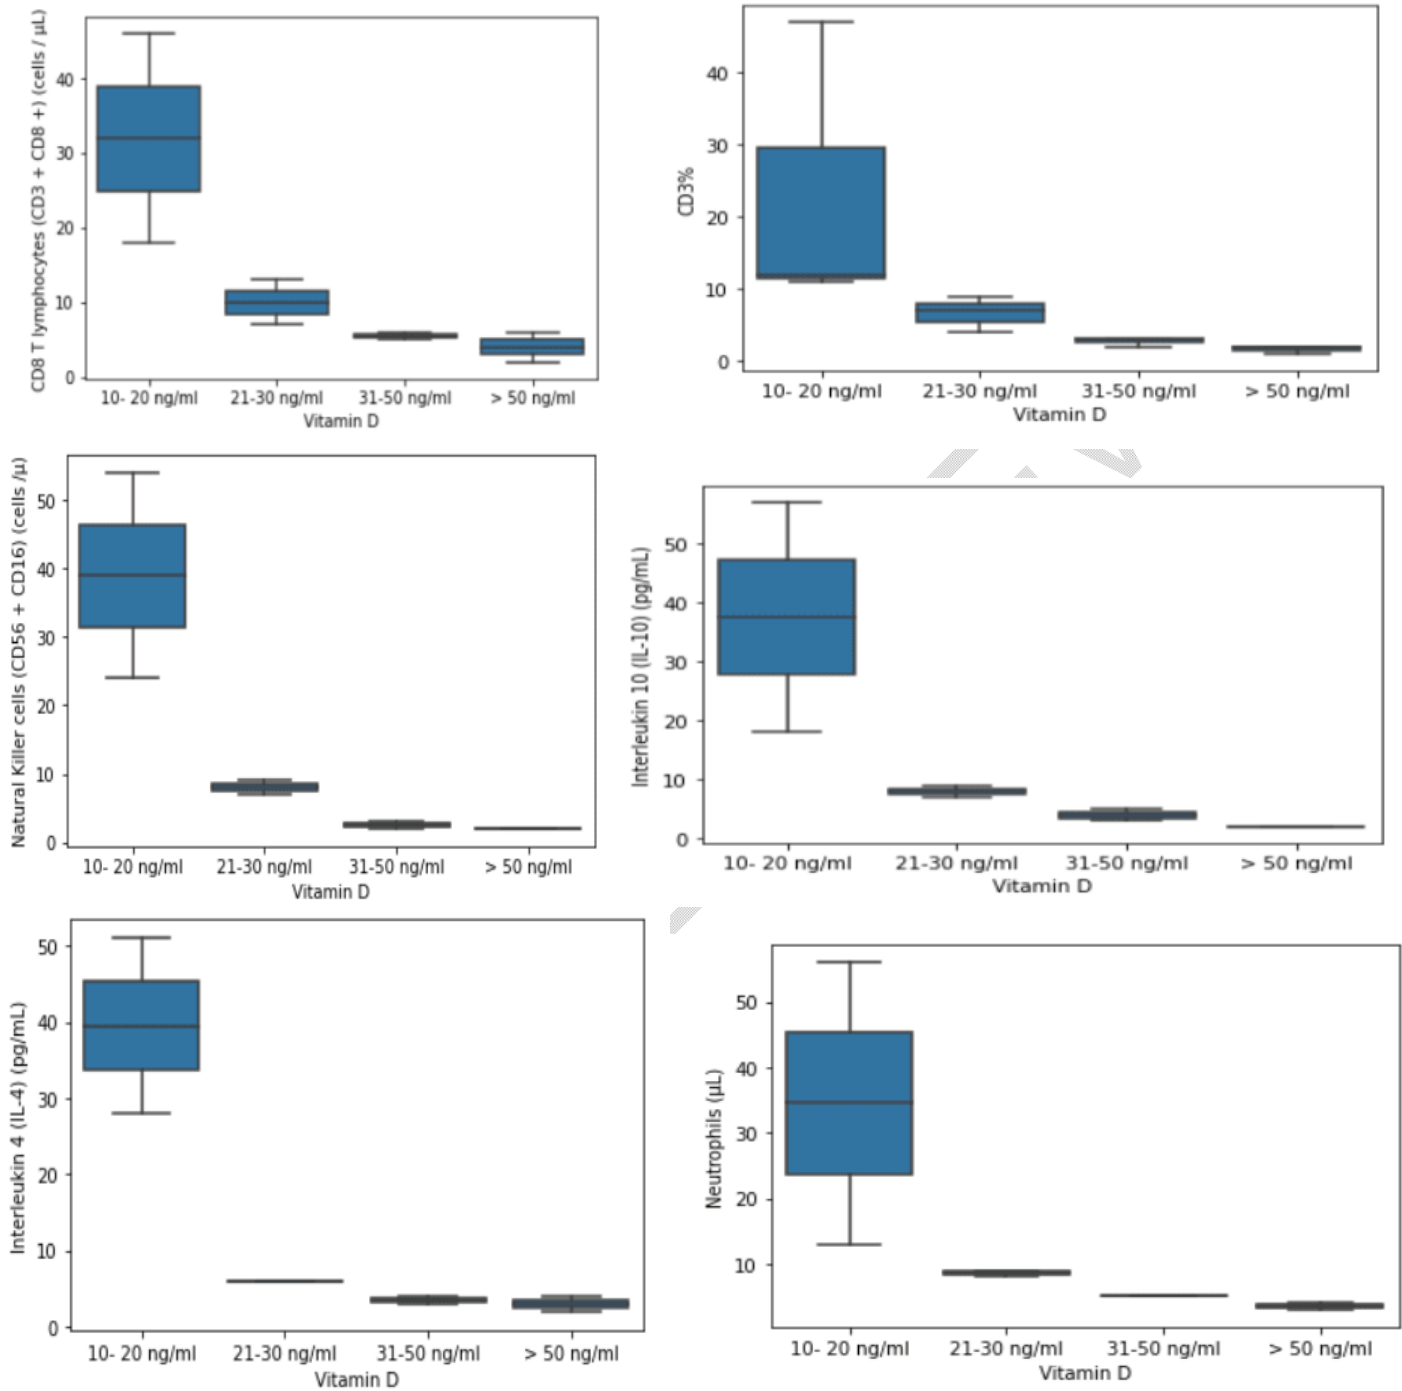 CD8 T lymphocytes (CD3 + CD8 +) (cells / µL)
40
30
20
10
0
10- 20 ng/ml 21-30 ng/ml 31-50 ng/ml > 50 ng/ml
Vitamin D
CD3%
40
30
20
10
0
10- 20 ng/ml 21-30 ng/ml 31-50 ng/ml > 50 ng/ml
Vitamin D
Natural Killer cells (CD56 + CD16) (cells /µ)
50
40
30
20
10
0
10- 20 ng/ml 21-30 ng/ml 31-50 ng/ml > 50 ng/ml
Vitamin D
Interleukin 10 (IL-10) (pg/mL)
50
40
30
20
10
0
10- 20 ng/ml 21-30 ng/ml 31-50 ng/ml > 50 ng/ml
Vitamin D
Interleukin 4 (IL-4) (pg/mL)
50
40
30
20
10
0
10- 20 ng/ml 21-30 ng/ml 31-50 ng/ml > 50 ng/ml
Vitamin D
Neutrophils (µL)
50
40
30
20
10
10- 20 ng/ml 21-30 ng/ml 31-50 ng/ml > 50 ng/ml
Vitamin D